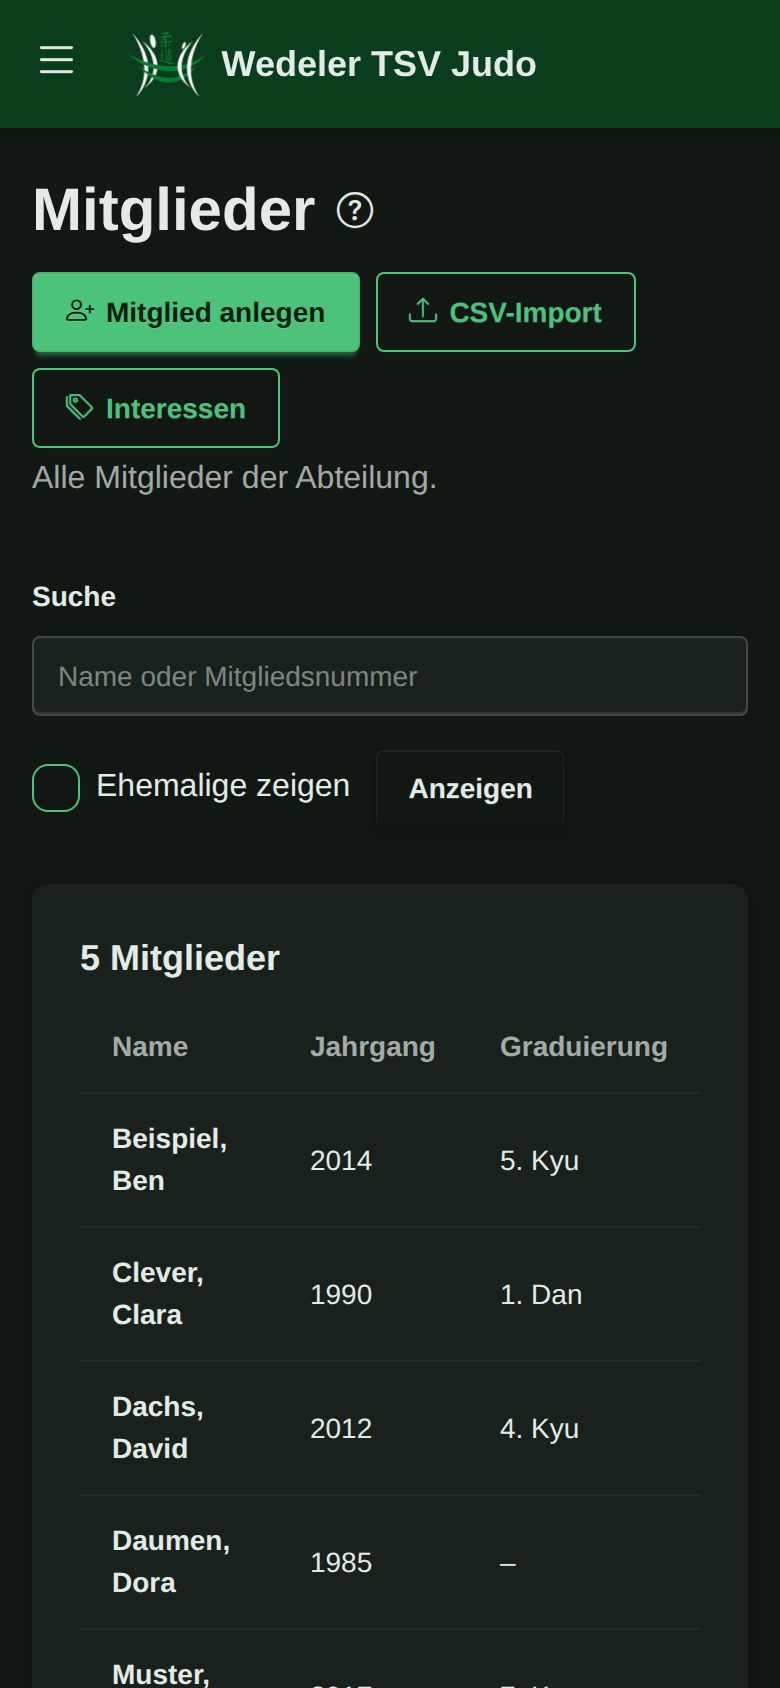 柔道
Wedeler TSV Judo
Mitglieder ?
Mitglied anlegen
CSV-Import
Interessen
Alle Mitglieder der Abteilung.
Suche
Name oder Mitgliedsnummer
Ehemalige zeigen
Anzeigen
5 Mitglieder
Name Jahrgang Graduierung
Beispiel,
Ben
2014 5. Kyu
Clever,
Clara
1990 1. Dan
Dachs,
David
2012 4. Kyu
Daumen,
Dora
1985 –
Muster,